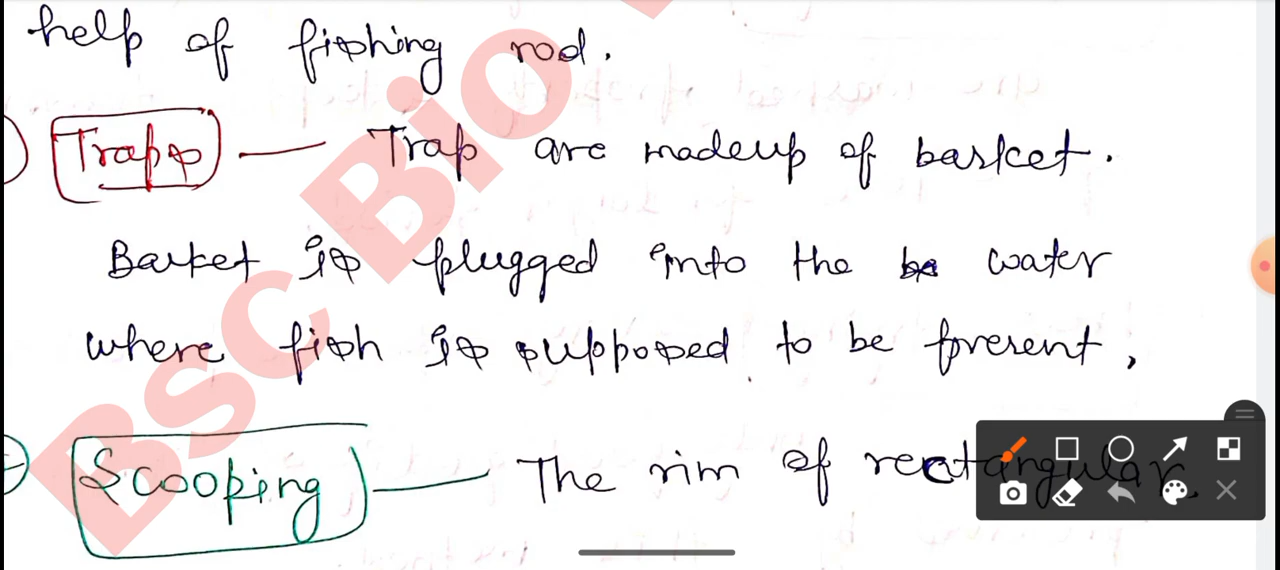 help of fishing rod.
Traps — Trap are madeup of basket.
Basket is plugged into the be water
where fish is supposed to be present,
Scooping — The rim of rectangular
Bsc Bio